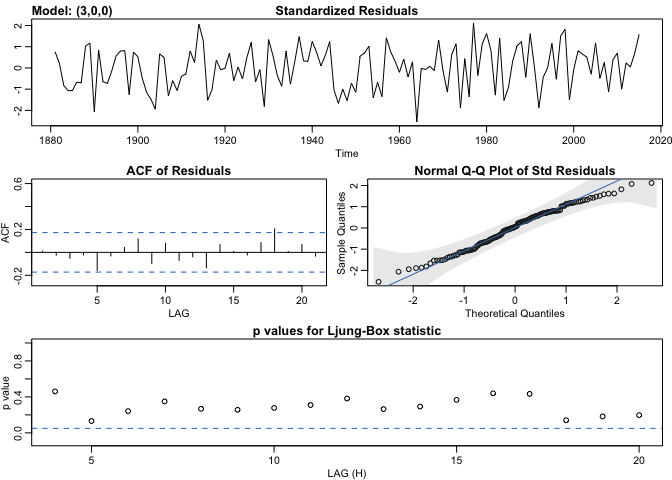 Model: (3,0,0) Standardized Residuals
2
1
0
-1
-2
1880 1900 1920 1940 1960 1980 2000 2020
Time
ACF of Residuals
ACF
0.6
0.2
-0.2
5 10 15 20
LAG
Normal Q-Q Plot of Std Residuals
Sample Quantiles
2
1
0
-1
-2
-2 -1 0 1 2
Theoretical Quantiles
p values for Ljung-Box statistic
p value
0.8
0.4
0.0
5 10 15 20
LAG (H)